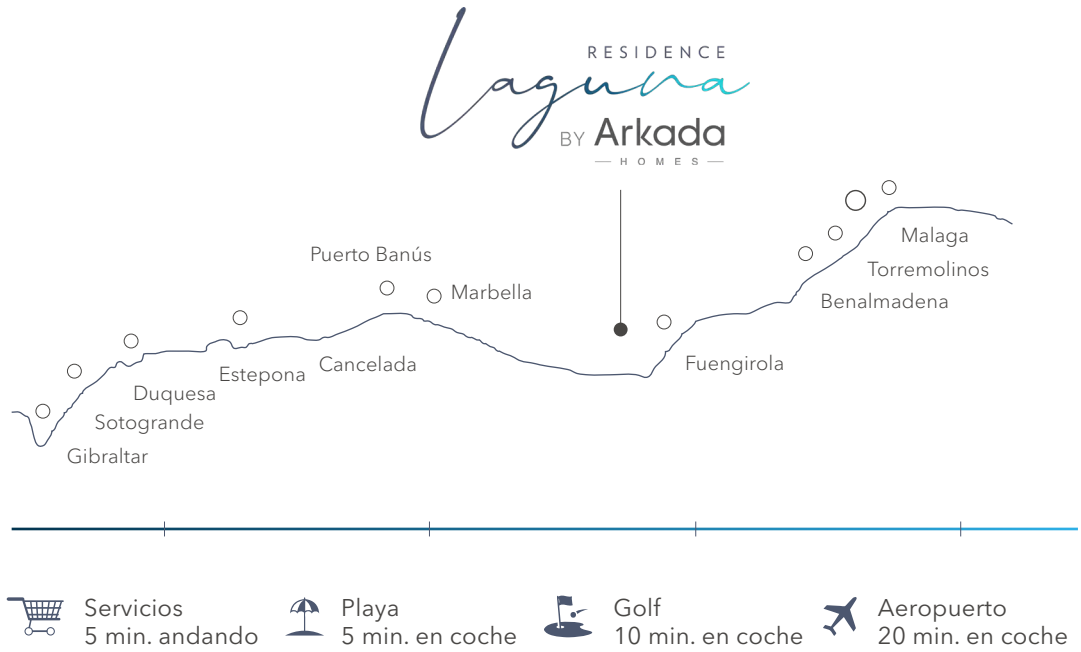 RESIDENCE
Laguna
BY Arkada
HOMES
Puerto Banús
Marbella
Malaga
Torremolinos
Benalmadena
Fuengirola
Cancelada
Estepona
Duquesa
Sotogrande
Gibraltar
Servicios
5 min. andando
Playa
5 min. en coche
Golf
10 min. en coche
Aeropuerto
20 min. en coche